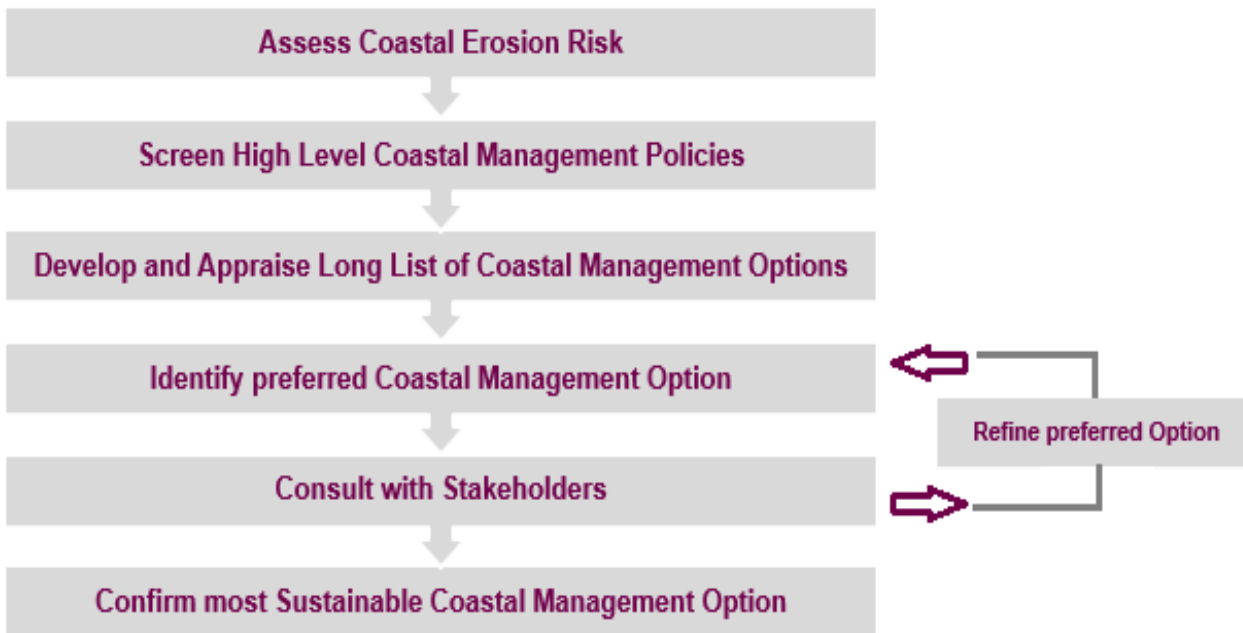 Assess Coastal Erosion Risk
Screen High Level Coastal Management Policies
Develop and Appraise Long List of Coastal Management Options
Identify preferred Coastal Management Option
Refine preferred Option
Consult with Stakeholders
Confirm most Sustainable Coastal Management Option